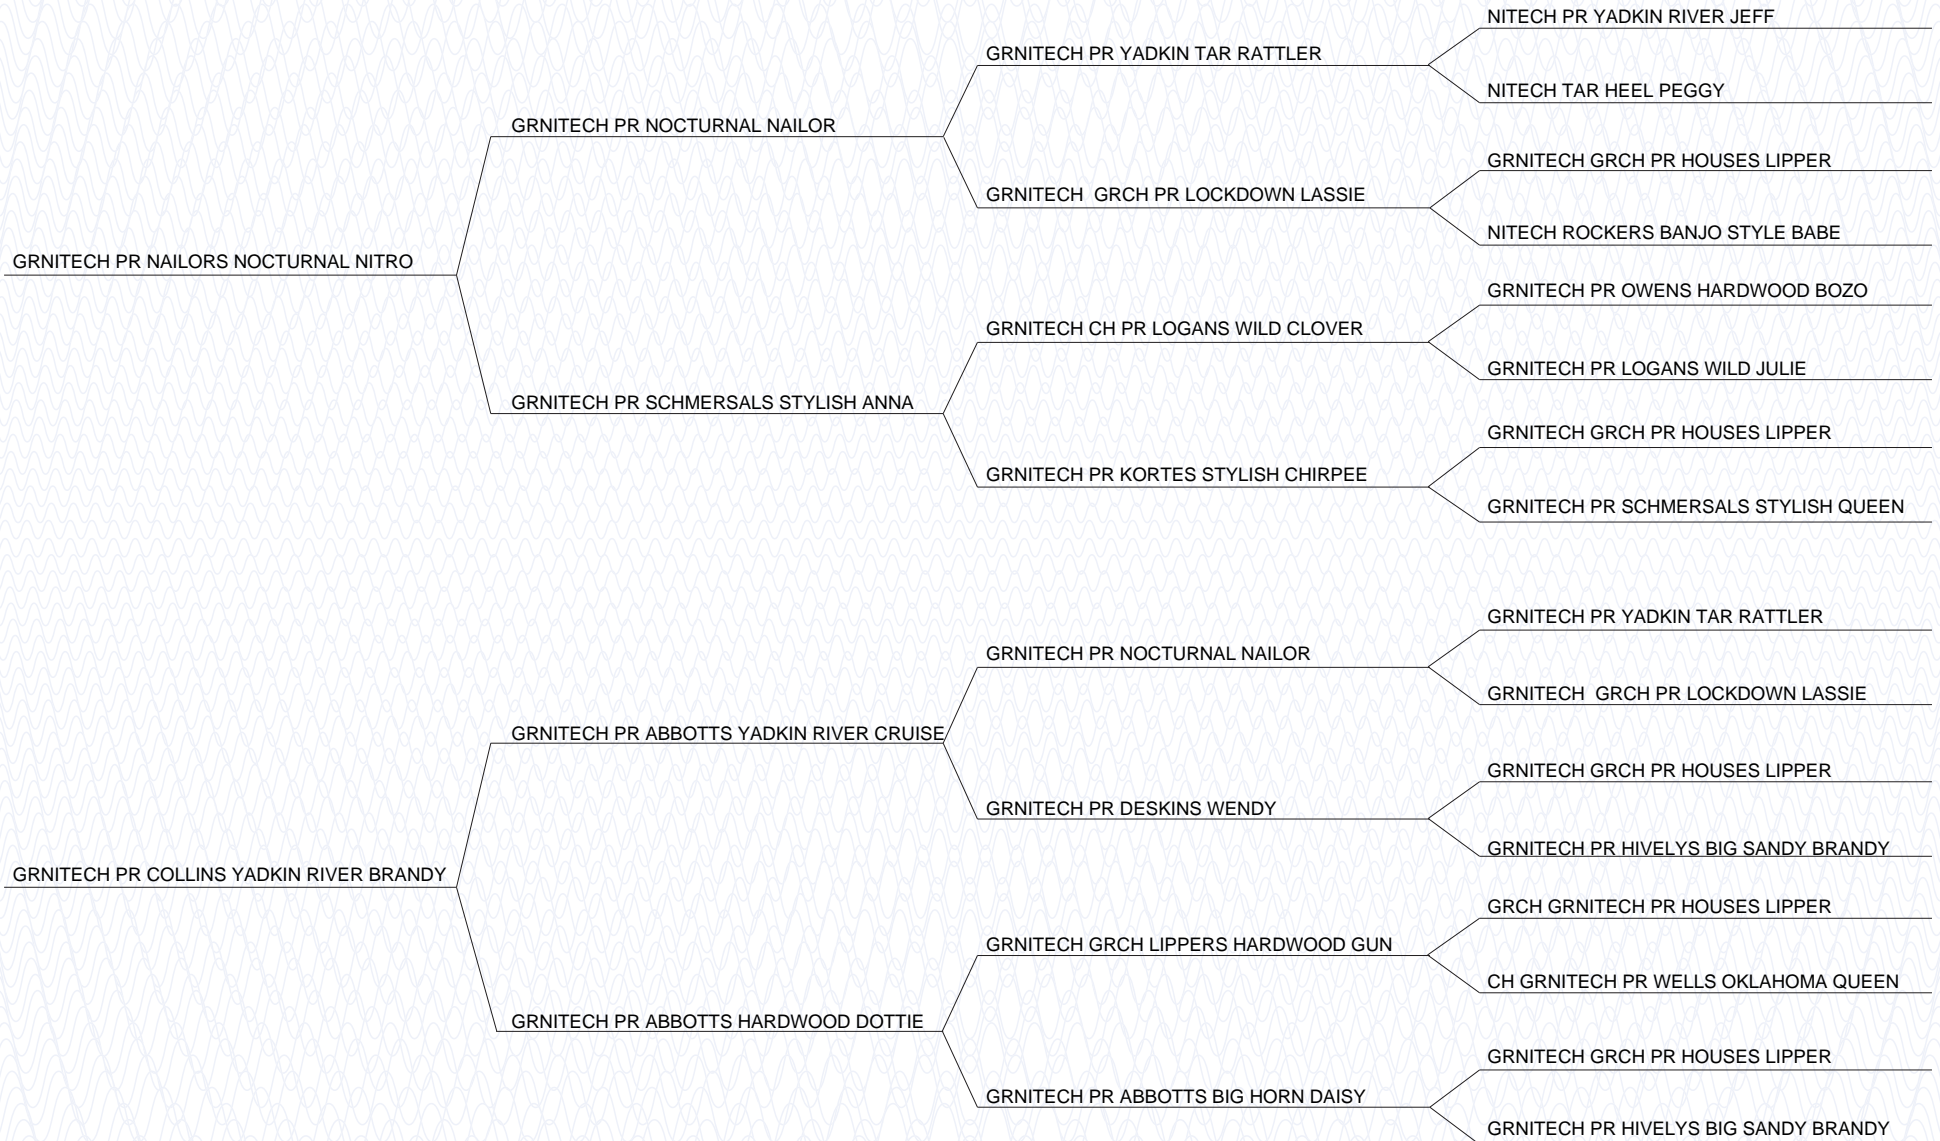 NITECH PR YADKIN RIVER JEFF
GRNITECH PR YADKIN TAR RATTLER
NITECH TAR HEEL PEGGY
GRNITECH PR NOCTURNAL NAILOR
GRNITECH GRCH PR HOUSES LIPPER
GRNITECH  GRCH PR LOCKDOWN LASSIE
NITECH ROCKERS BANJO STYLE BABE
GRNITECH PR NAILORS NOCTURNAL NITRO
GRNITECH PR OWENS HARDWOOD BOZO
GRNITECH CH PR LOGANS WILD CLOVER
GRNITECH PR LOGANS WILD JULIE
GRNITECH PR SCHMERSALS STYLISH ANNA
GRNITECH GRCH PR HOUSES LIPPER
GRNITECH PR KORTES STYLISH CHIRPEE
GRNITECH PR SCHMERSALS STYLISH QUEEN
GRNITECH PR YADKIN TAR RATTLER
GRNITECH PR NOCTURNAL NAILOR
GRNITECH  GRCH PR LOCKDOWN LASSIE
GRNITECH PR ABBOTTS YADKIN RIVER CRUISE
GRNITECH GRCH PR HOUSES LIPPER
GRNITECH PR DESKINS WENDY
GRNITECH PR HIVELYS BIG SANDY BRANDY
GRNITECH PR COLLINS YADKIN RIVER BRANDY
GRCH GRNITECH PR HOUSES LIPPER
GRNITECH GRCH LIPPERS HARDWOOD GUN
CH GRNITECH PR WELLS OKLAHOMA QUEEN
GRNITECH PR ABBOTTS HARDWOOD DOTTIE
GRNITECH GRCH PR HOUSES LIPPER
GRNITECH PR ABBOTTS BIG HORN DAISY
GRNITECH PR HIVELYS BIG SANDY BRANDY